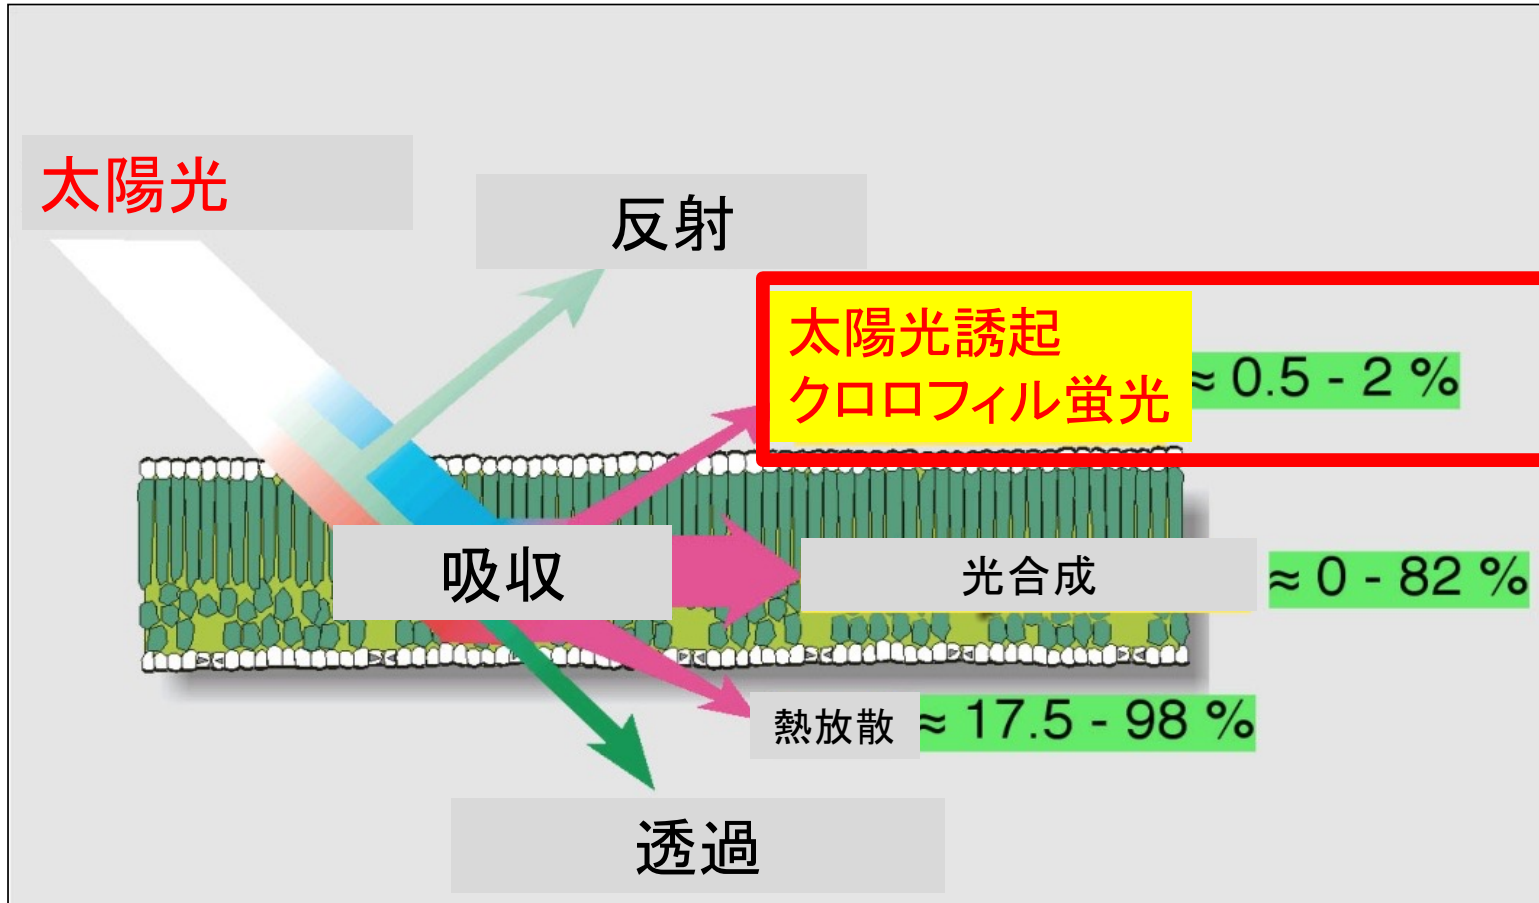 太陽光
反射
太陽光誘起
クロロフィル蛍光
≈ 0.5 - 2 %
吸収
光合成
≈ 0 - 82 %
熱放散
≈ 17.5 - 98 %
透過